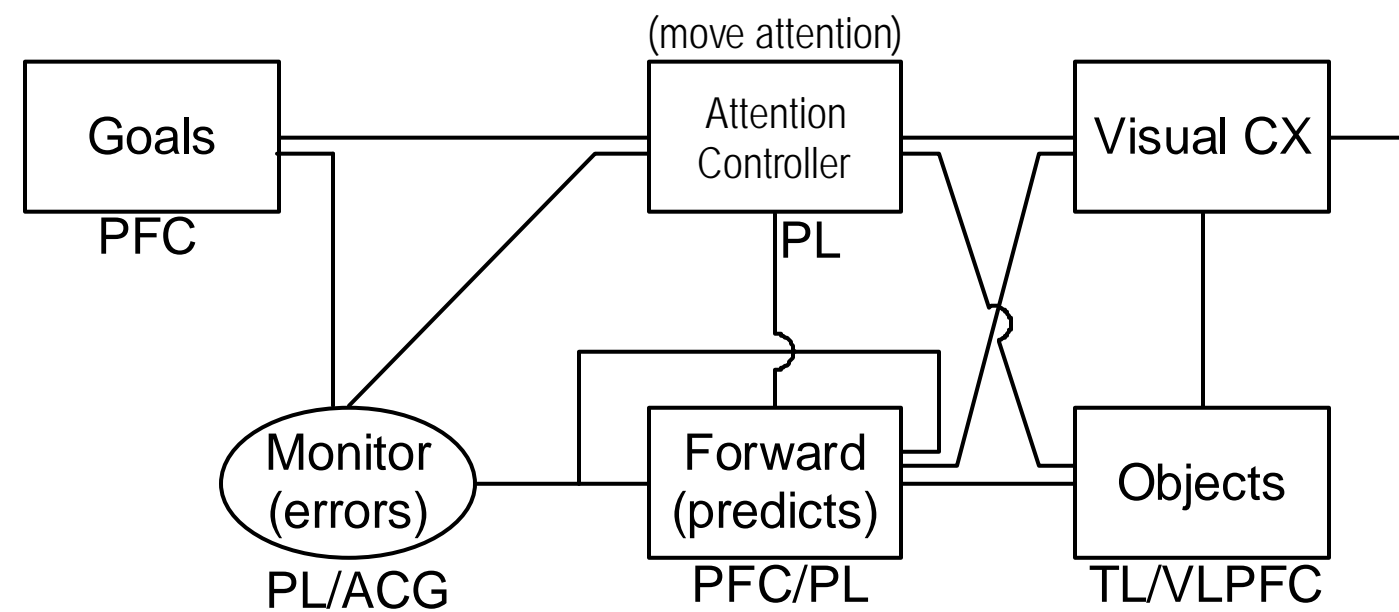 (move attention)
Goals
PFC
Attention
Controller
PL
Visual CX
Monitor
(errors)
PL/ACG
Forward
(predicts)
PFC/PL
Objects
TL/VLPFC